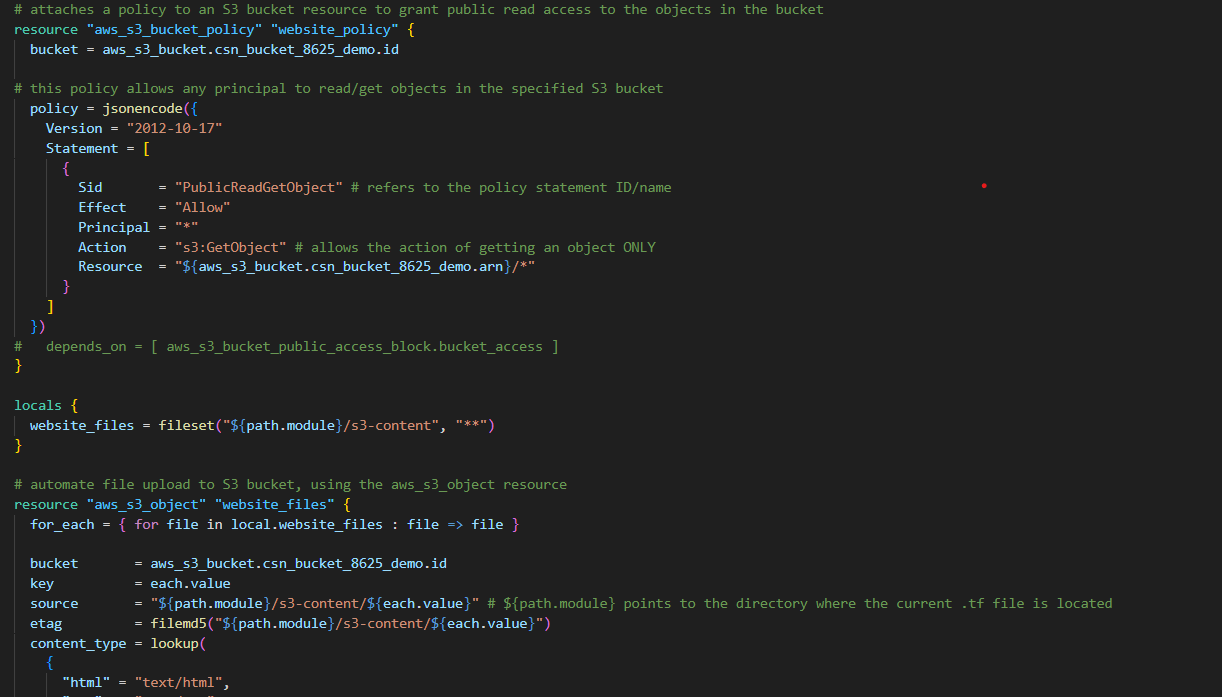 # attaches a policy to an S3 bucket resource to grant public read access to the objects in the bucket
resource "aws_s3_bucket_policy" "website_policy" {
  bucket = aws_s3_bucket.csn_bucket_8625_demo.id

# this policy allows any principal to read/get objects in the specified S3 bucket
  policy = jsonencode({
    Version = "2012-10-17"
    Statement = [
      {
        Sid       = "PublicReadGetObject" # refers to the policy statement ID/name
        Effect    = "Allow"
        Principal = "*"
        Action    = "s3:GetObject" # allows the action of getting an object ONLY
        Resource  = "${aws_s3_bucket.csn_bucket_8625_demo.arn}/*"
      }
    ]
  })
#   depends_on = [ aws_s3_bucket_public_access_block.bucket_access ]
}

locals {
  website_files = fileset("${path.module}/s3-content", "**")
}

# automate file upload to S3 bucket, using the aws_s3_object resource
resource "aws_s3_object" "website_files" {
  for_each = { for file in local.website_files : file => file }

  bucket       = aws_s3_bucket.csn_bucket_8625_demo.id
  key          = each.value
  source       = "${path.module}/s3-content/${each.value}" # ${path.module} points to the directory where the current .tf file is located
  etag         = filemd5("${path.module}/s3-content/${each.value}")
  content_type = lookup(
    {
      "html" = "text/html",